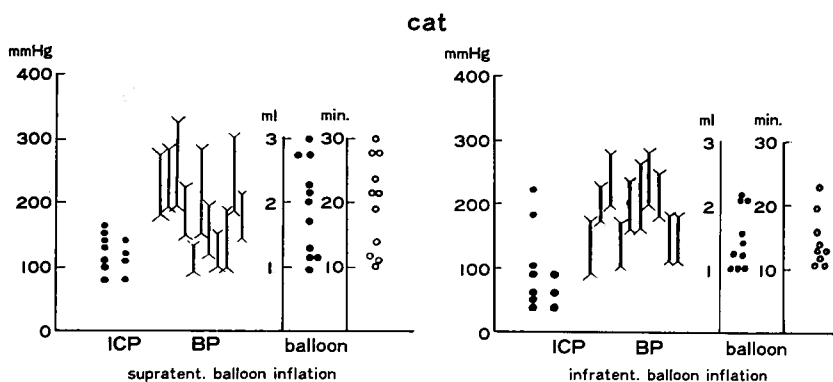 cat
mmHg
400
300
200
100
0
ml
3
2
1
min.
30
20
10
ICP BP balloon
supratent. balloon inflation
mmHg
400
300
200
100
0
ml
3
2
1
min.
30
20
10
ICP BP balloon
infratent. balloon inflation